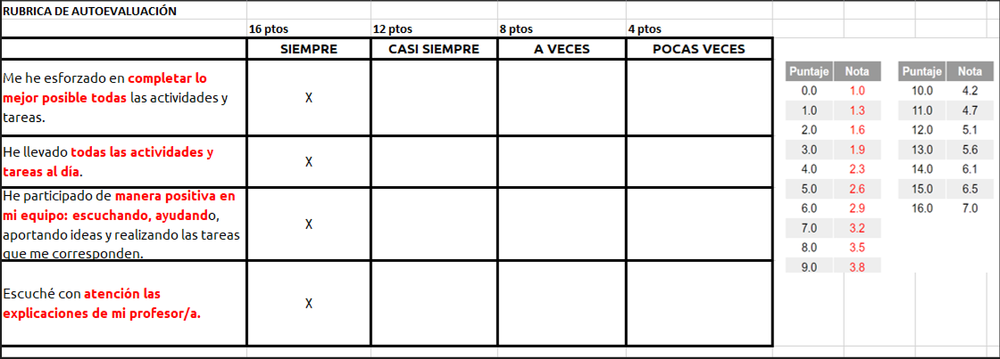 RUBRICA DE AUTOEVALUACIÓN
16 ptos 12 ptos 8 ptos 4 ptos
SIEMPRE CASI SIEMPRE A VECES POCAS VECES
Me he esforzado en completar lo
mejor posible todas las actividades y
tareas.
X
He llevado todas las actividades y
tareas al día.
X
He participado de manera positiva en
mi equipo: escuchando, ayudando,
aportando ideas y realizando las tareas
que me corresponden.
X
Escuché con atención las
explicaciones de mi profesor/a.
X
Puntaje Nota
0.0 1.0
1.0 1.3
2.0 1.6
3.0 1.9
4.0 2.3
5.0 2.6
6.0 2.9
7.0 3.2
8.0 3.5
9.0 3.8
Puntaje Nota
10.0 4.2
11.0 4.7
12.0 5.1
13.0 5.6
14.0 6.1
15.0 6.5
16.0 7.0